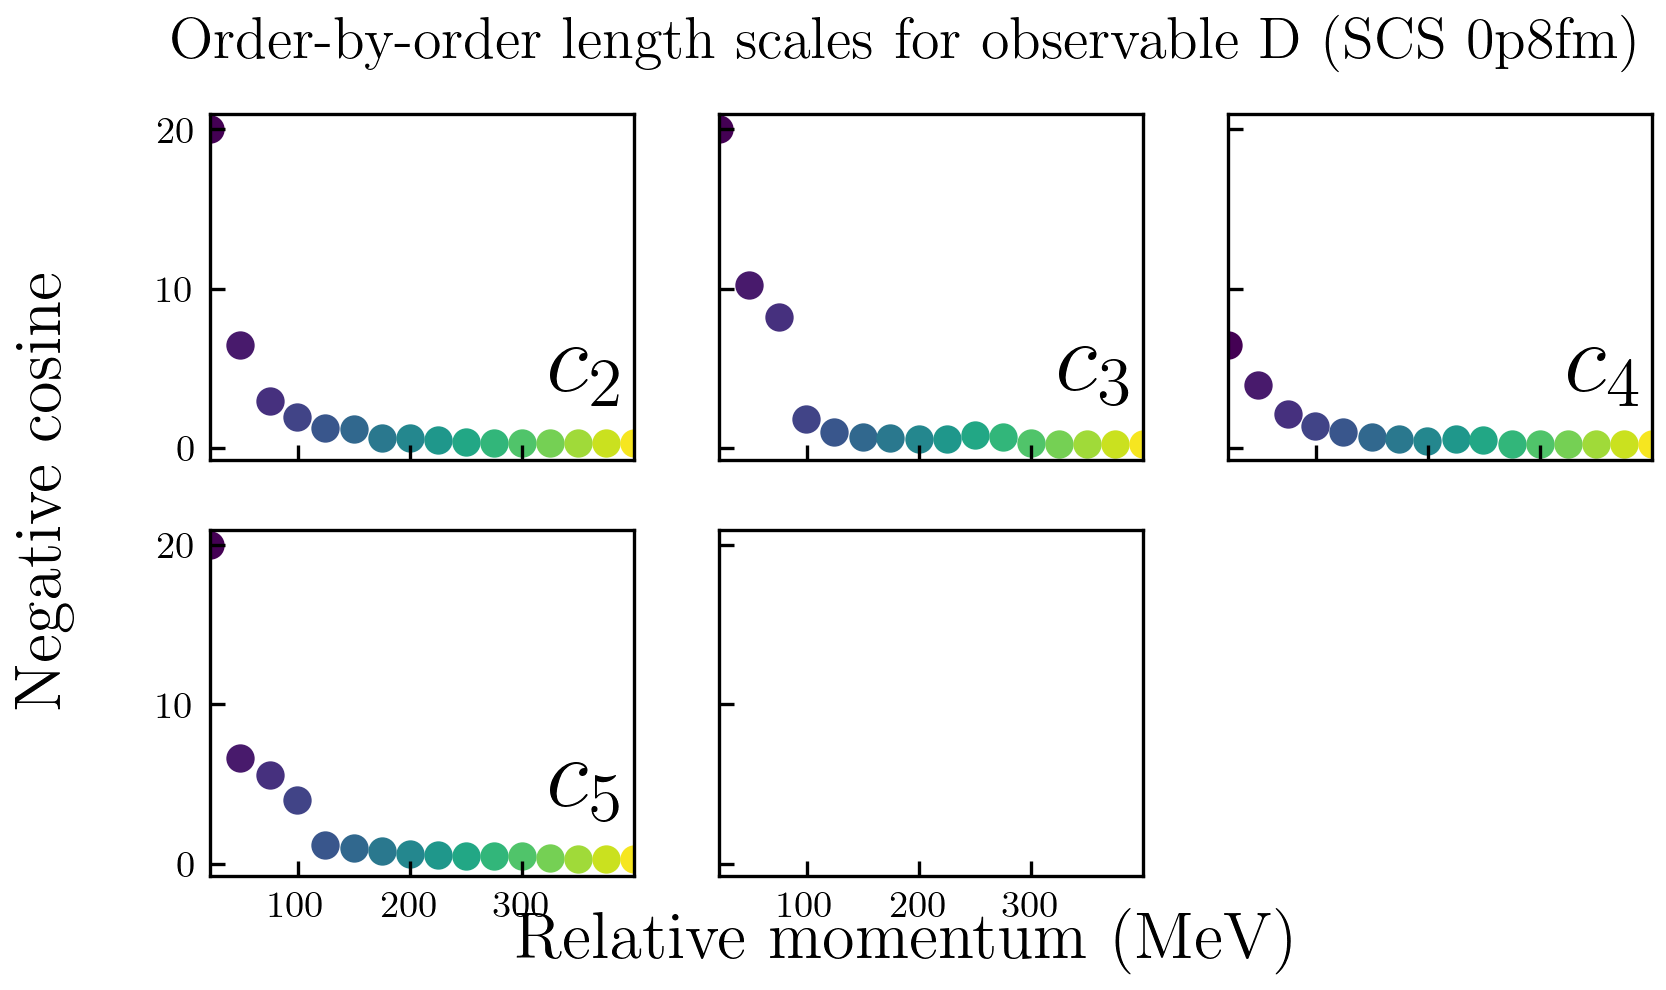 Order-by-order length scales for observable D (SCS 0p8fm)
Negative cosine
20
10
0
c2
c3
c4
20
10
0
c5
100 200 300
100 200 300
Relative momentum (MeV)